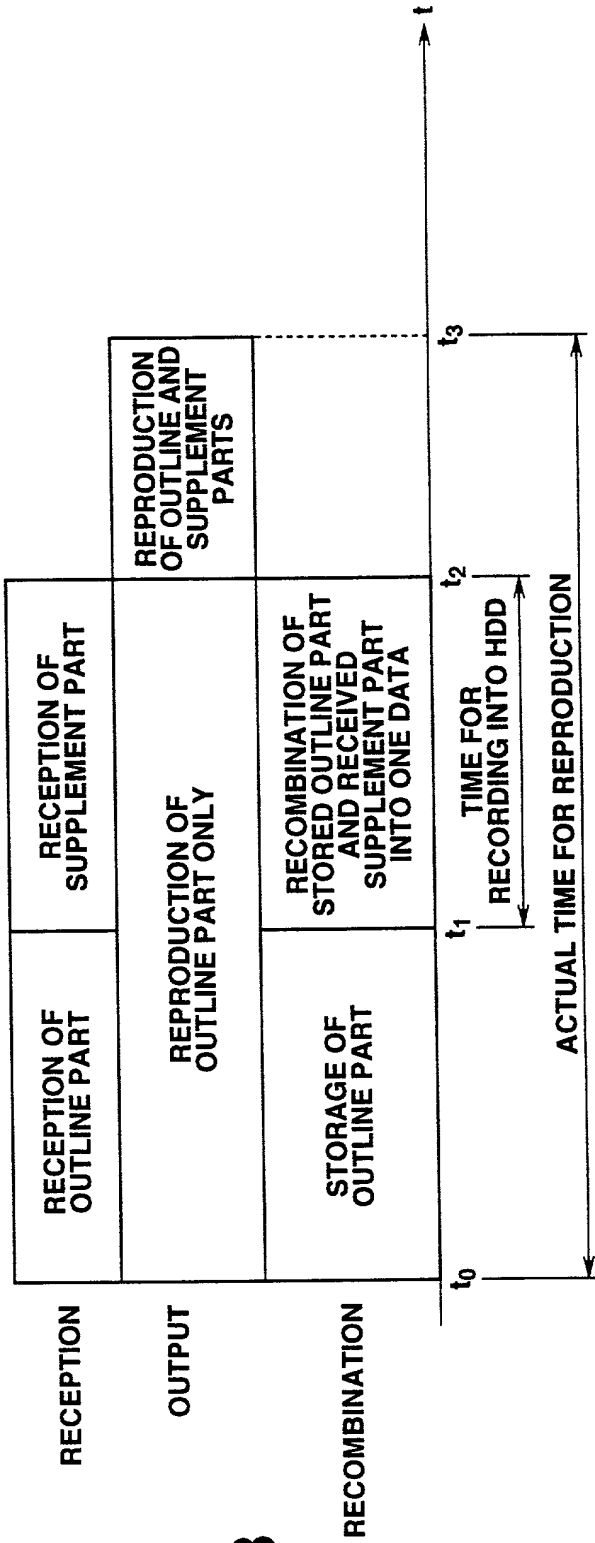 RECEPTION
RECEPTION OF
OUTLINE PART
RECEPTION OF
SUPPLEMENT PART
OUTPUT
REPRODUCTION OF
OUTLINE PART ONLY
REPRODUCTION
OF OUTLINE AND
SUPPLEMENT
PARTS
RECOMBINATION
STORAGE OF
OUTLINE PART
RECOMBINATION OF
STORED OUTLINE PART
AND RECEIVED
SUPPLEMENT PART
INTO ONE DATA
t0
t1
t2
t3
t
TIME FOR
RECORDING INTO HDD
ACTUAL TIME FOR REPRODUCTION